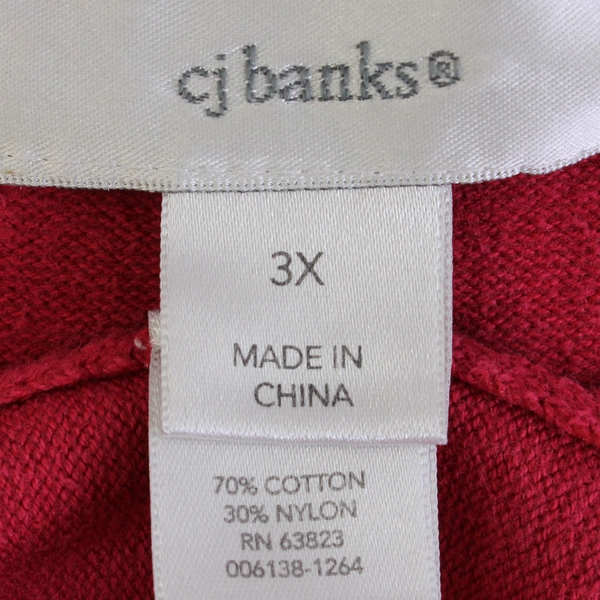 cj banks®
3X
MADE IN
CHINA
70% COTTON
30% NYLON
RN 63823
006138-1264